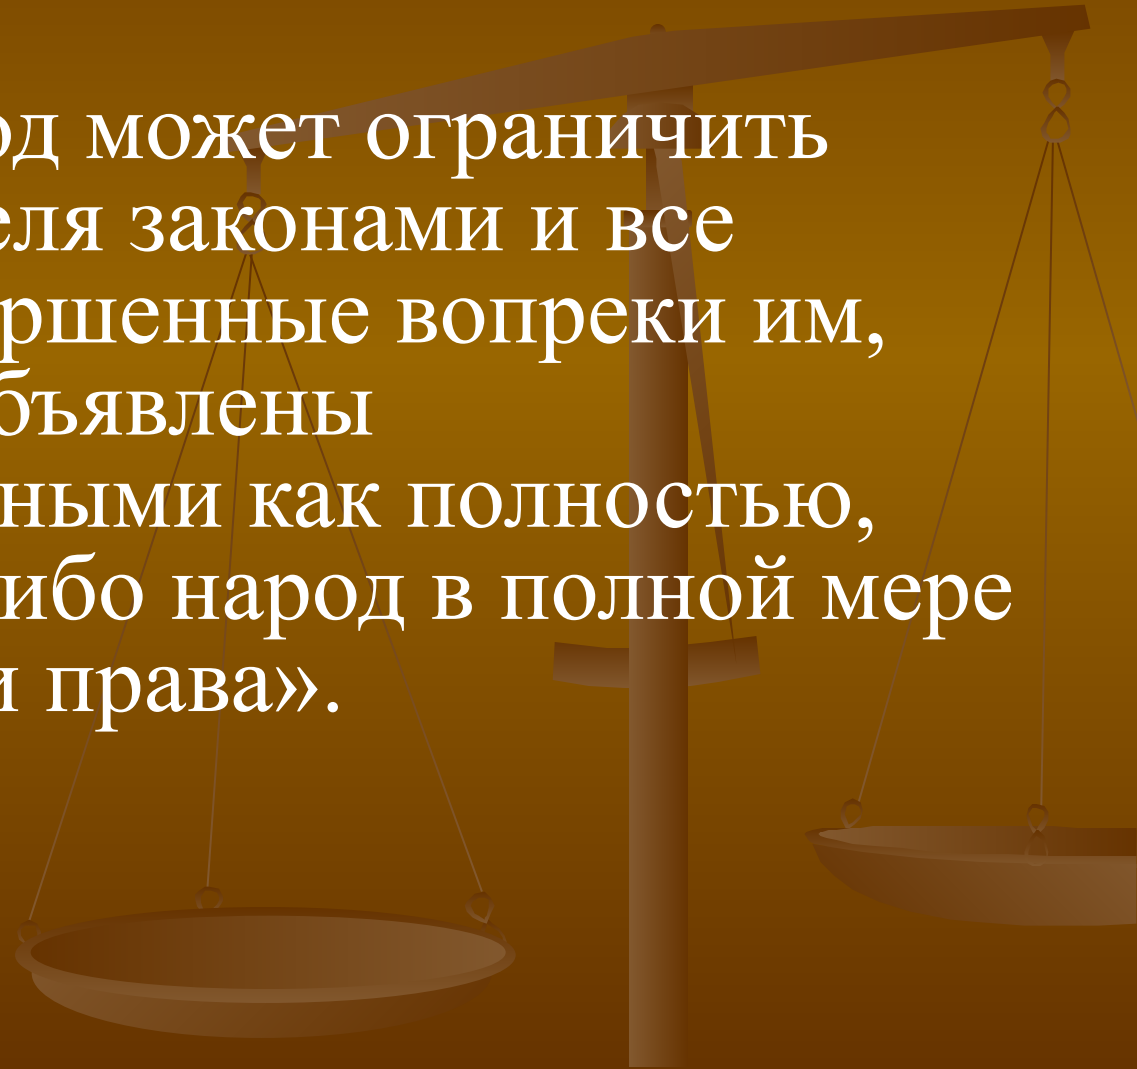 од может ограничить
еля законами и все
ршенные вопреки им,
бъявлены
ными как полностью,
ибо народ в полной мере
и права».